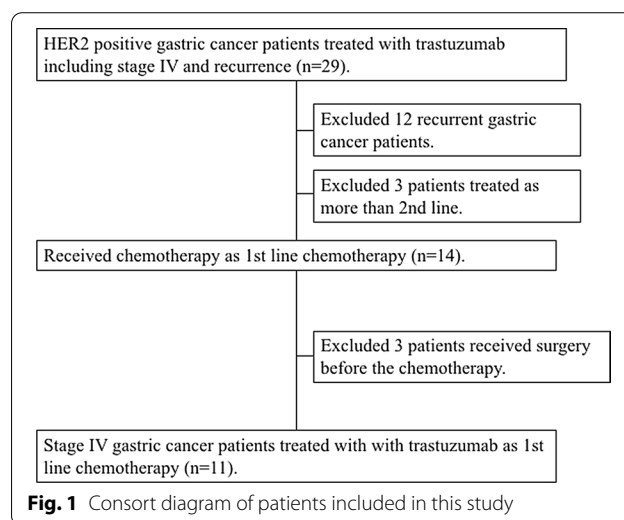 HER2 positive gastric cancer patients treated with trastuzumab
including stage IV and recurrence (n=29).
Excluded 12 recurrent gastric
cancer patients.
Excluded 3 patients treated as
more than 2nd line.
Received chemotherapy as 1st line chemotherapy (n=14).
Excluded 3 patients received surgery
before the chemotherapy.
Stage IV gastric cancer patients treated with with trastuzumab as 1st
line chemotherapy (n=11).
Fig. 1 Consort diagram of patients included in this study